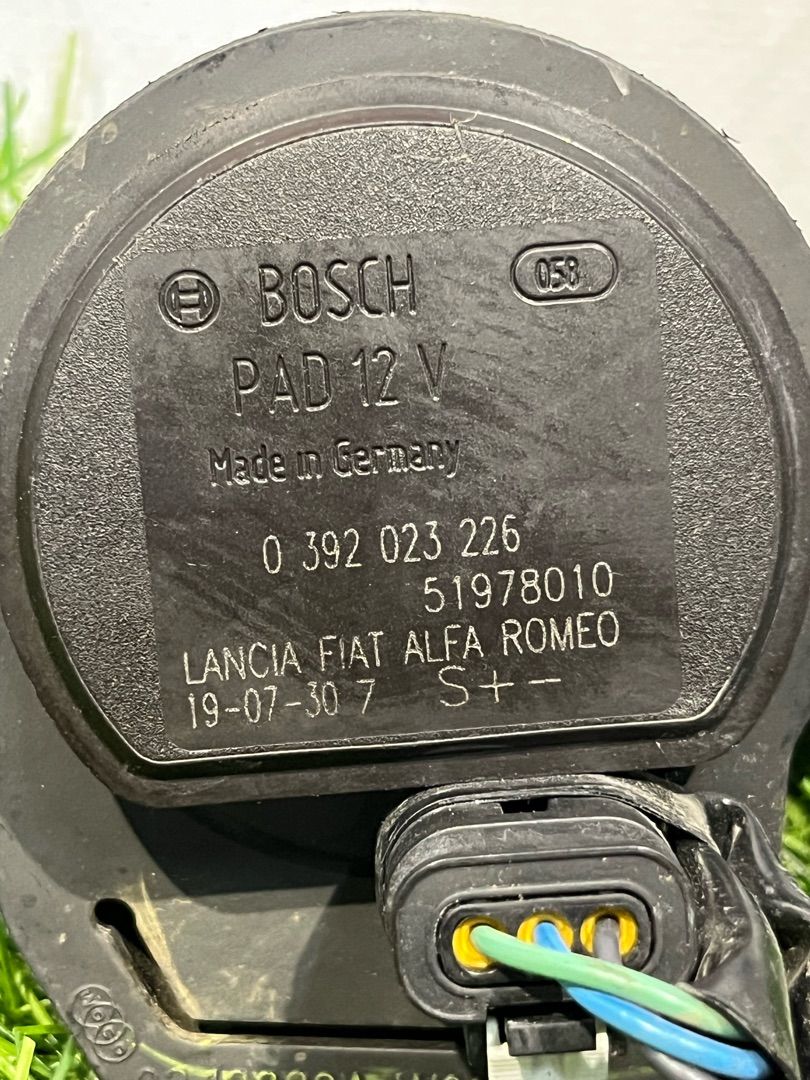 BOSCH 058
PAD 12 V
Made in Germany
0 392 023 226
51978010
LANCIA FIAT ALFA ROMEO
19-07-30 7 S + -